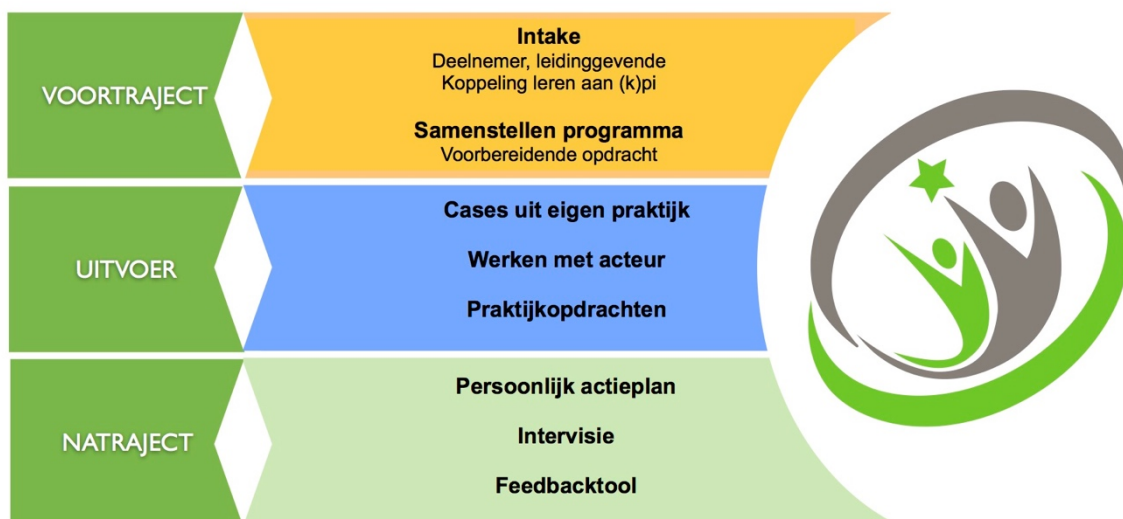 VOORTRAJECT
Intake
Deelnemer, leidinggevende
Koppeling leren aan (k)pi
Samenstellen programma
Voorbereidende opdracht
UITVOER
Cases uit eigen praktijk
Werken met acteur
Praktijkopdrachten
NATRAJECT
Persoonlijk actieplan
Intervisie
Feedbacktool